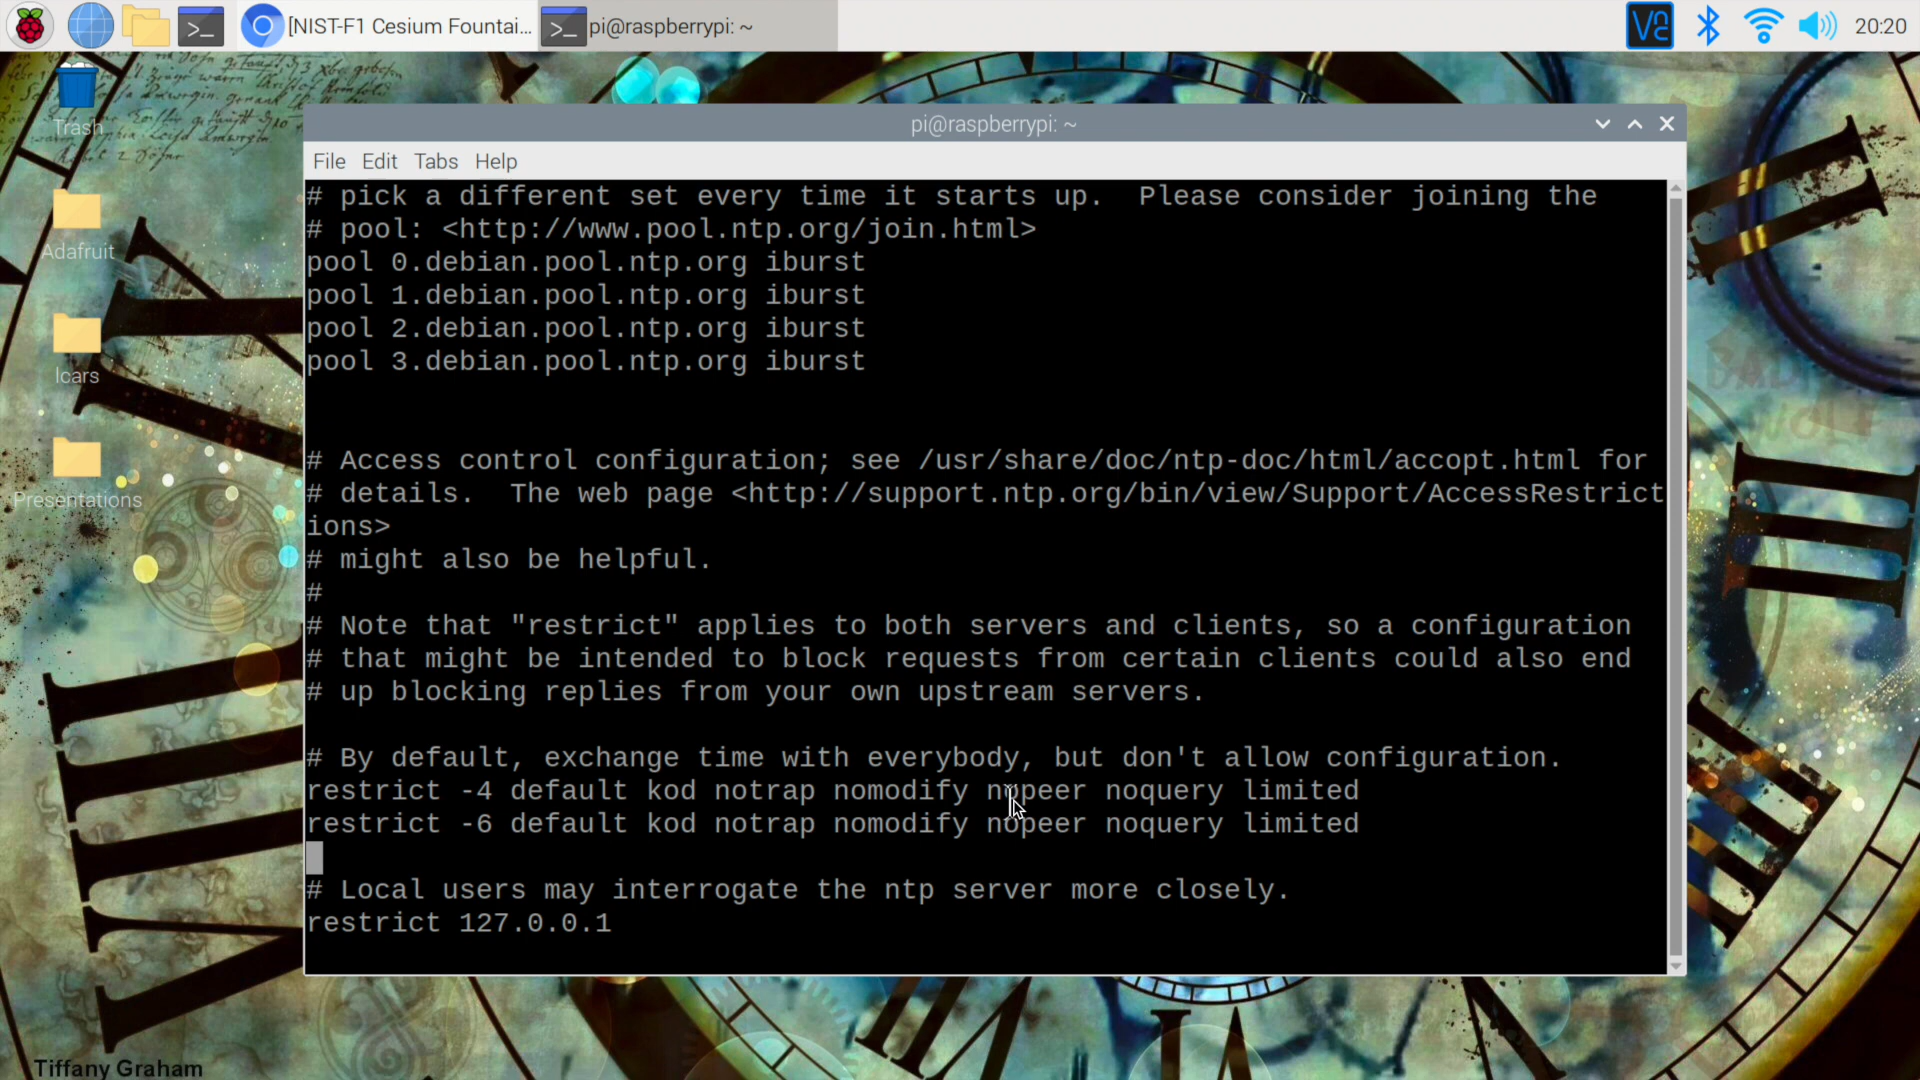 [NIST-F1 Cesium Fountai...
pi@raspberrypi: ~
20:20
Trash
Adafruit
lcars
Presentations
pi@raspberrypi: ~
File Edit Tabs Help
# pick a different set every time it starts up.  Please consider joining the
# pool: <http://www.pool.ntp.org/join.html>
pool 0.debian.pool.ntp.org iburst
pool 1.debian.pool.ntp.org iburst
pool 2.debian.pool.ntp.org iburst
pool 3.debian.pool.ntp.org iburst
# Access control configuration; see /usr/share/doc/ntp-doc/html/accopt.html for
# details.  The web page <http://support.ntp.org/bin/view/Support/AccessRestrict
ions>
# might also be helpful.
#
# Note that "restrict" applies to both servers and clients, so a configuration
# that might be intended to block requests from certain clients could also end
# up blocking replies from your own upstream servers.
# By default, exchange time with everybody, but don't allow configuration.
restrict -4 default kod notrap nomodify nopeer noquery limited
restrict -6 default kod notrap nomodify nopeer noquery limited
# Local users may interrogate the ntp server more closely.
restrict 127.0.0.1
BAD
WOLF
Tiffany Graham